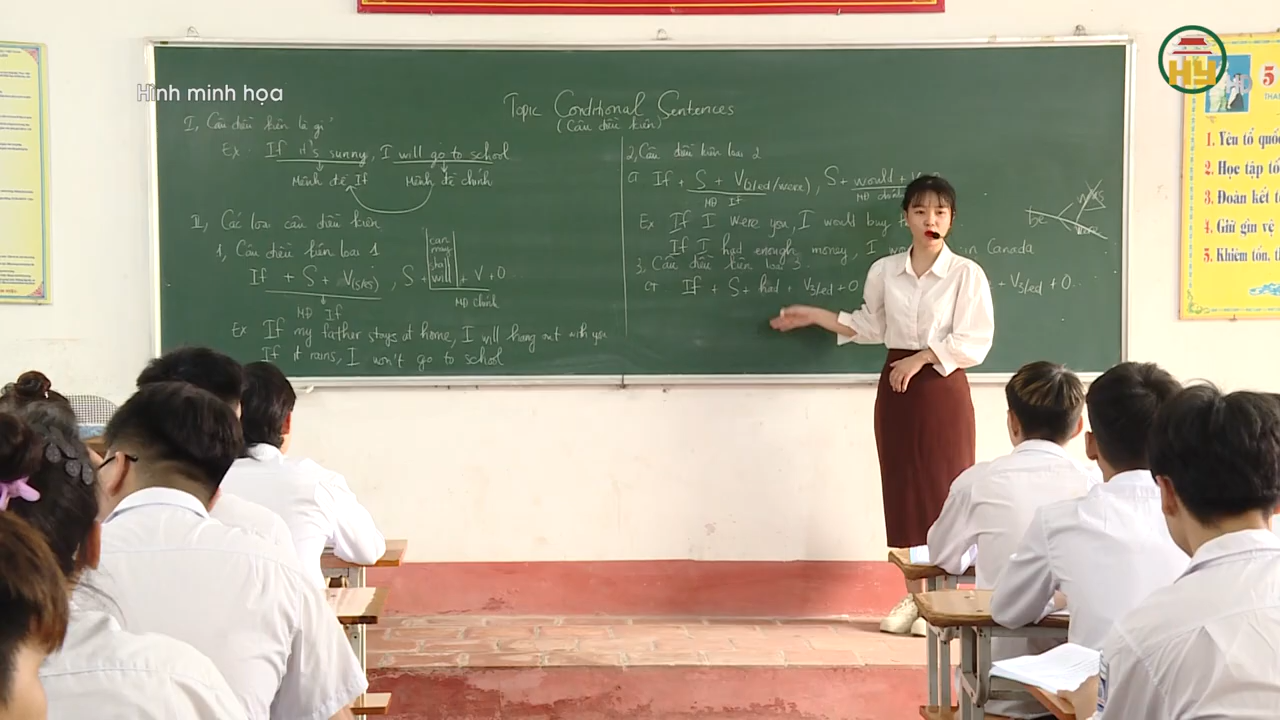 Hình minh họa
HY
Topic Conditional Sentences
(Câu điều kiện)
I, Câu điều kiện là gì?
Ex: If it's sunny, I will go to school
Mệnh đề If Mệnh đề chính
II, Các loại câu điều kiện
1, Câu điều kiện loại 1
can
may
will
If + S + V(s/es), S + + V + O
MĐ If MĐ chính
Ex If my father stays at home, I will hang out with you
If it rains, I won't go to school
2, Câu điều kiện loại 2
If + S + V(2/ed/were), S + would +
MĐ If MĐ chính
Ex If I were you, I would buy
If I had enough money, I in Canada
3, Câu điều kiện loại 3
CT: If + S + had + V3/ed + O + V3/ed + O
be
was
were
5
1. Yêu tổ quốc
2. Học tập
3. Đoàn kết
4. Giữ gìn vệ
5. Khiêm tốn,